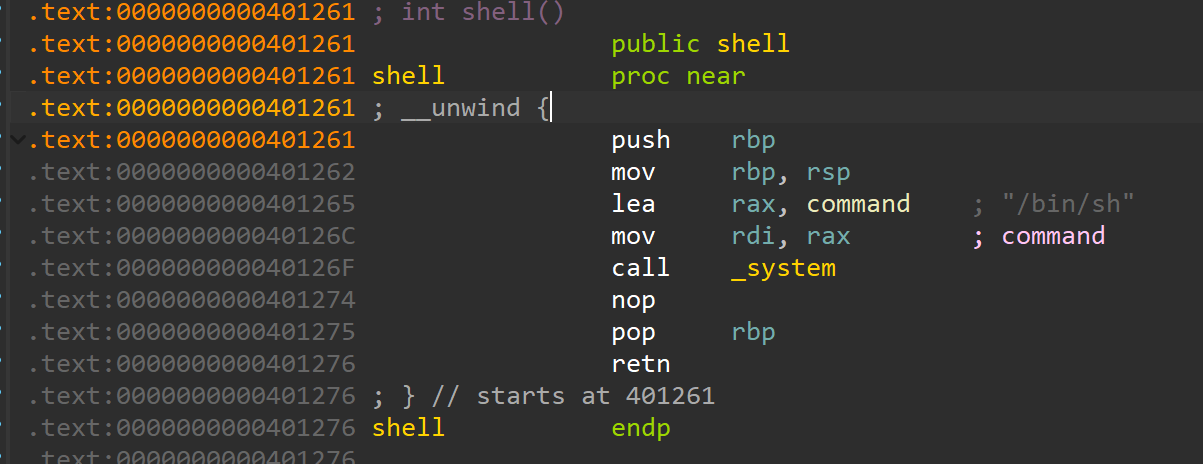 .text:0000000000401261 ; int shell()
.text:0000000000401261 public shell
.text:0000000000401261 shell proc near
.text:0000000000401261 ; __unwind {
.text:0000000000401261 push rbp
.text:0000000000401262 mov rbp, rsp
.text:0000000000401265 lea rax, command ; "/bin/sh"
.text:000000000040126C mov rdi, rax ; command
.text:000000000040126F call _system
.text:0000000000401274 nop
.text:0000000000401275 pop rbp
.text:0000000000401276 retn
.text:0000000000401276 ; } // starts at 401261
.text:0000000000401276 shell endp
.text:0000000000401276